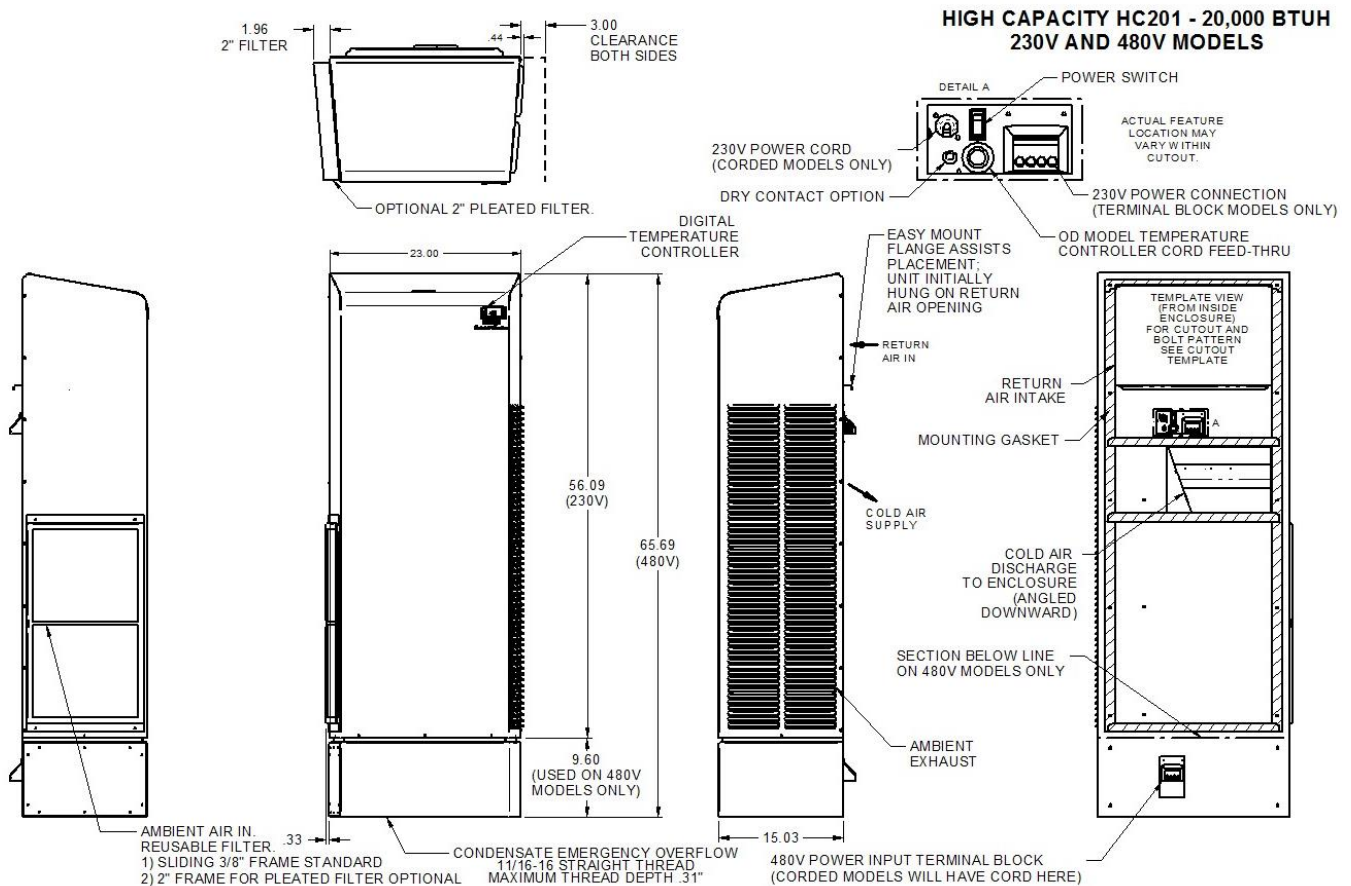 HIGH CAPACITY HC201 - 20,000 BTUH
230V AND 480V MODELS
1.96
2" FILTER
.44
3.00
CLEARANCE
BOTH SIDES
OPTIONAL 2" PLEATED FILTER.
DETAIL A
POWER SWITCH
ACTUAL FEATURE
LOCATION MAY
VARY WITHIN
CUTOUT.
230V POWER CORD
(CORDED MODELS ONLY)
DRY CONTACT OPTION
230V POWER CONNECTION
(TERMINAL BLOCK MODELS ONLY)
OD MODEL TEMPERATURE
CONTROLLER CORD FEED-THRU
DIGITAL
TEMPERATURE
CONTROLLER
23.00
EASY MOUNT
FLANGE ASSISTS
PLACEMENT;
UNIT INITIALLY
HUNG ON RETURN
AIR OPENING
RETURN
AIR IN
TEMPLATE VIEW
(FROM INSIDE
ENCLOSURE)
FOR CUTOUT AND
BOLT PATTERN
SEE CUTOUT
TEMPLATE
RETURN
AIR INTAKE
A
MOUNTING GASKET
56.09
(230V)
65.69
(480V)
COLD AIR
SUPPLY
COLD AIR
DISCHARGE
TO ENCLOSURE
(ANGLED
DOWNWARD)
SECTION BELOW LINE
ON 480V MODELS ONLY
AMBIENT
EXHAUST
9.60
(USED ON 480V
MODELS ONLY)
AMBIENT AIR IN.
REUSABLE FILTER.
1) SLIDING 3/8" FRAME STANDARD
2) 2" FRAME FOR PLEATED FILTER OPTIONAL
.33
CONDENSATE EMERGENCY OVERFLOW
11/16-16 STRAIGHT THREAD
MAXIMUM THREAD DEPTH .31"
15.03
480V POWER INPUT TERMINAL BLOCK
(CORDED MODELS WILL HAVE CORD HERE)